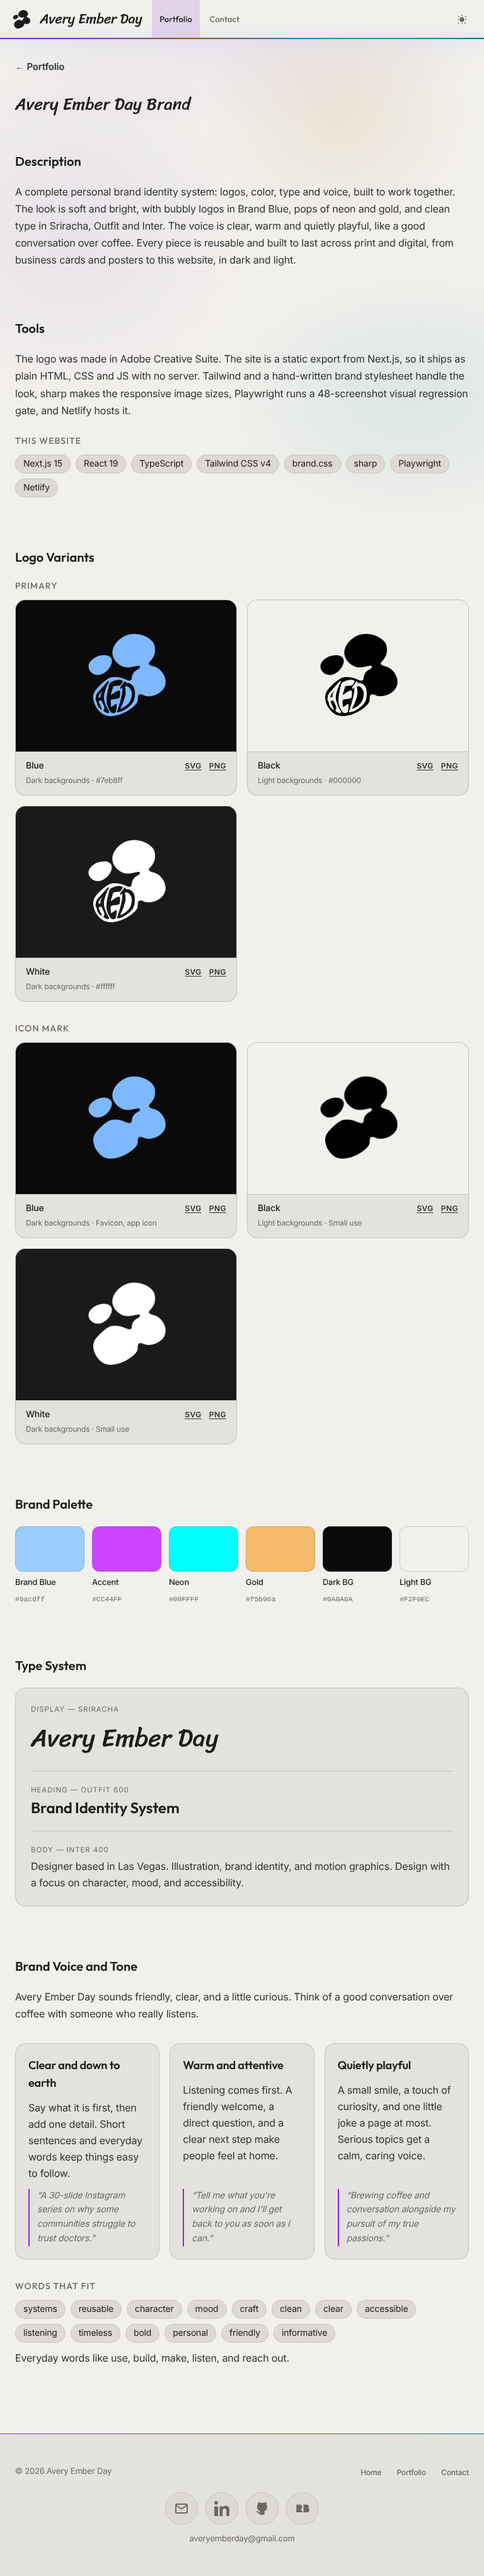 Avery Ember Day
Portfolio
Contact
← Portfolio
Avery Ember Day Brand
Description
A complete personal brand identity system: logos, color, type and voice, built to work together.
The look is soft and bright, with bubbly logos in Brand Blue, pops of neon and gold, and clean
type in Sriracha, Outfit and Inter. The voice is clear, warm and quietly playful, like a good
conversation over coffee. Every piece is reusable and built to last across print and digital, from
business cards and posters to this website, in dark and light.
Tools
The logo was made in Adobe Creative Suite. The site is a static export from Next.js, so it ships as
plain HTML, CSS and JS with no server. Tailwind and a hand-written brand stylesheet handle the
look, sharp makes the responsive image sizes, Playwright runs a 48-screenshot visual regression
gate, and Netlify hosts it.
THIS WEBSITE
Next.js 15
React 19
TypeScript
Tailwind CSS v4
brand.css
sharp
Playwright
Netlify
Logo Variants
PRIMARY
AED
Blue
SVG PNG
Dark backgrounds · #7eb8ff
AED
Black
SVG PNG
Light backgrounds · #000000
AED
White
SVG PNG
Dark backgrounds · #ffffff
ICON MARK
Blue
SVG PNG
Dark backgrounds · Favicon, app icon
Black
SVG PNG
Light backgrounds · Small use
White
SVG PNG
Dark backgrounds · Small use
Brand Palette
Brand Blue
#9acdff
Accent
#CC44FF
Neon
#00FFFF
Gold
#f5b96a
Dark BG
#0A0A0A
Light BG
#F2F0EC
Type System
DISPLAY — SRIRACHA
Avery Ember Day
HEADING — OUTFIT 600
Brand Identity System
BODY — INTER 400
Designer based in Las Vegas. Illustration, brand identity, and motion graphics. Design with
a focus on character, mood, and accessibility.
Brand Voice and Tone
Avery Ember Day sounds friendly, clear, and a little curious. Think of a good conversation over
coffee with someone who really listens.
Clear and down to
earth
Say what it is first, then
add one detail. Short
sentences and everyday
words keep things easy
to follow.
“A 30-slide Instagram
series on why some
communities struggle to
trust doctors.”
Warm and attentive
Listening comes first. A
friendly welcome, a
direct question, and a
clear next step make
people feel at home.
“Tell me what you’re
working on and I’ll get
back to you as soon as I
can.”
Quietly playful
A small smile, a touch of
curiosity, and one little
joke a page at most.
Serious topics get a
calm, caring voice.
“Brewing coffee and
conversation alongside my
pursuit of my true
passions.”
WORDS THAT FIT
systems
reusable
character
mood
craft
clean
clear
accessible
listening
timeless
bold
personal
friendly
informative
Everyday words like use, build, make, listen, and reach out.
© 2026 Avery Ember Day
Home
Portfolio
Contact
in
RB
averyemberday@gmail.com